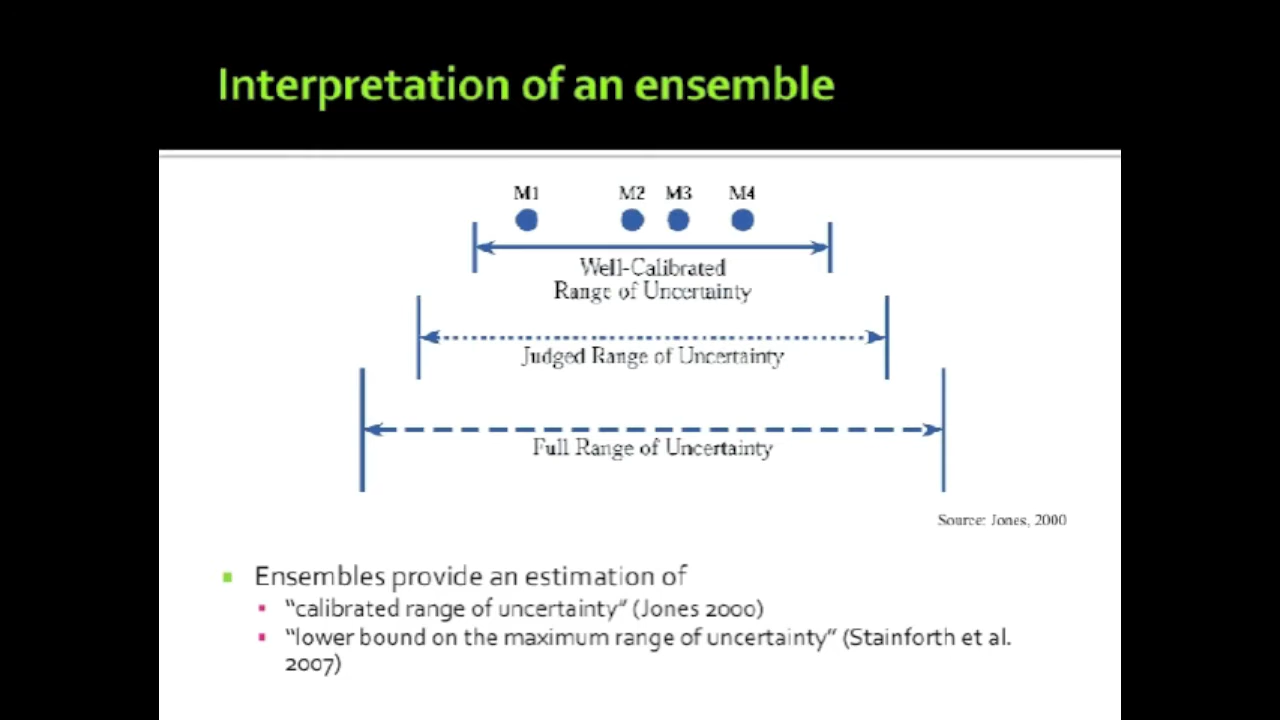 Interpretation of an ensemble
M1 M2 M3 M4
Well-Calibrated
Range of Uncertainty
Judged Range of Uncertainty
Full Range of Uncertainty
Source: Jones, 2000
Ensembles provide an estimation of
“calibrated range of uncertainty” (Jones 2000)
“lower bound on the maximum range of uncertainty” (Stainforth et al.
2007)